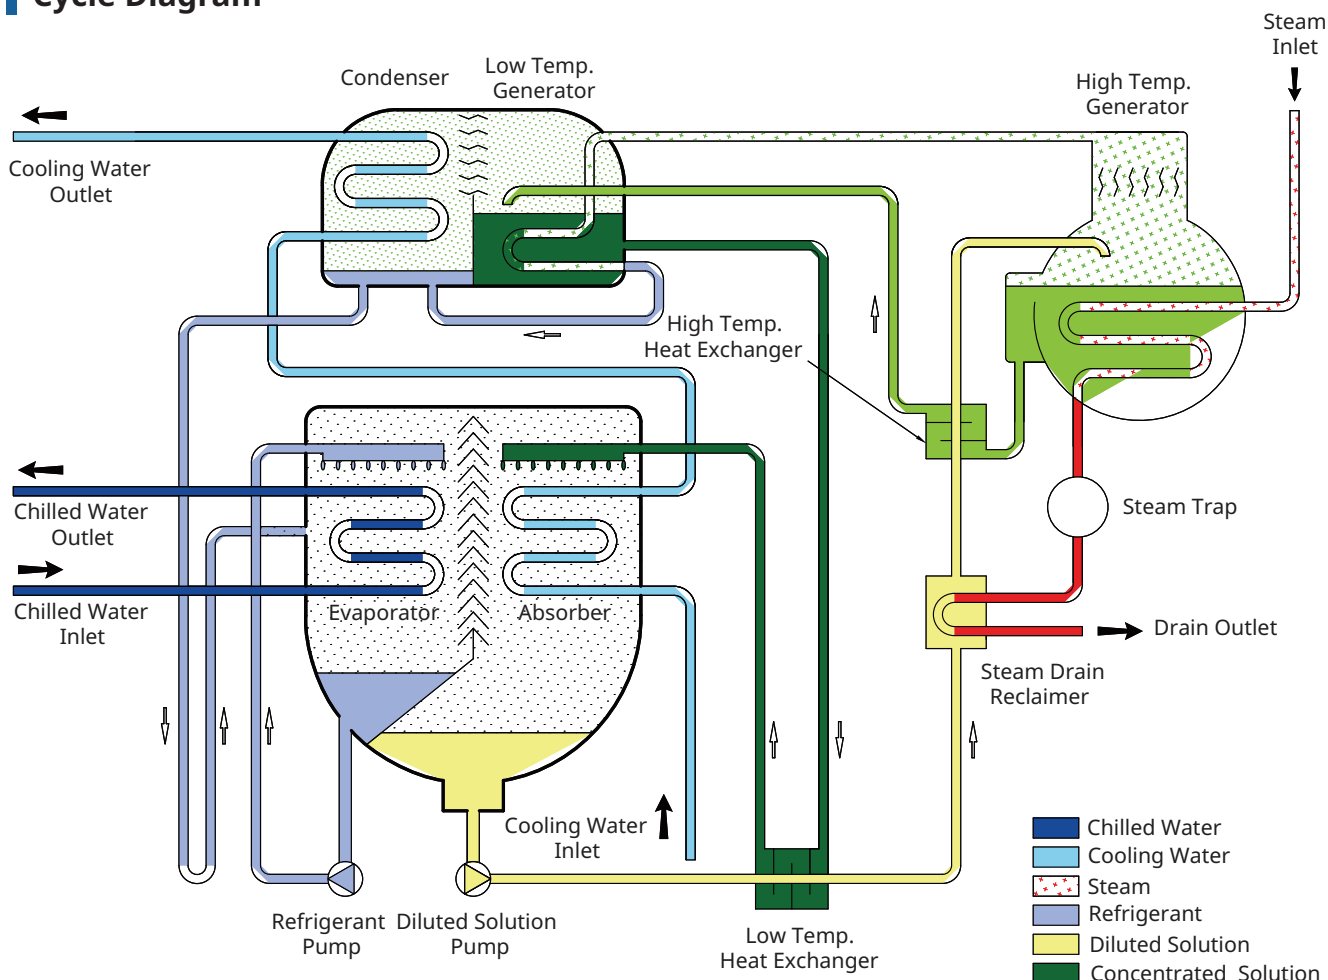 Cycle Diagram
Steam
Inlet
Condenser
Low Temp.
Generator
High Temp.
Generator
Cooling Water
Outlet
High Temp.
Heat Exchanger
Chilled Water
Outlet
Steam Trap
Chilled Water
Inlet
Evaporator
Absorber
Drain Outlet
Steam Drain
Reclaimer
Cooling Water
Inlet
Refrigerant
Pump
Diluted Solution
Pump
Low Temp.
Heat Exchanger
Chilled Water
Cooling Water
Steam
Refrigerant
Diluted Solution
Concentrated Solution